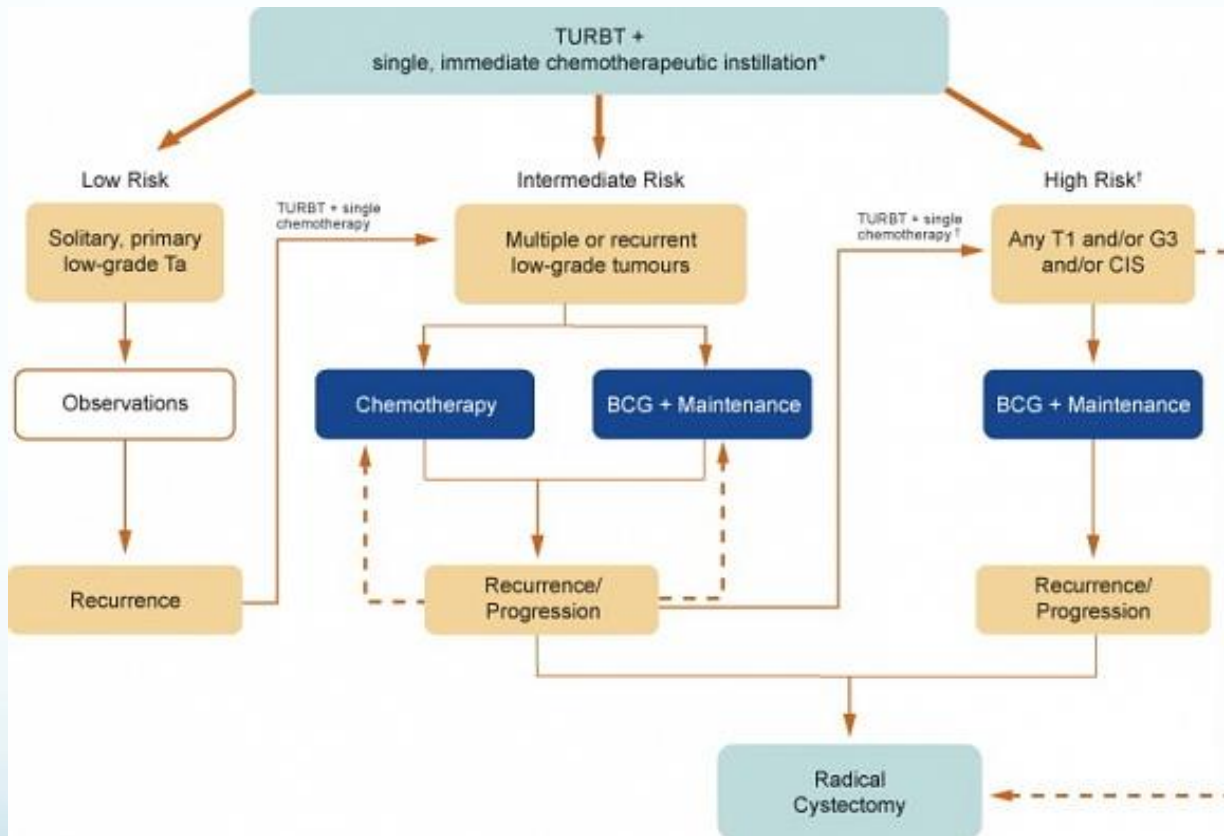 TURBT +
single, immediate chemotherapeutic instillation*
Low Risk
Intermediate Risk
High Risk†
Solitary, primary
low-grade Ta
TURBT + single
chemotherapy
Multiple or recurrent
low-grade tumours
TURBT + single
chemotherapy †
Any T1 and/or G3
and/or CIS
Observations
Chemotherapy
BCG + Maintenance
BCG + Maintenance
Recurrence
Recurrence/
Progression
Recurrence/
Progression
Radical
Cystectomy